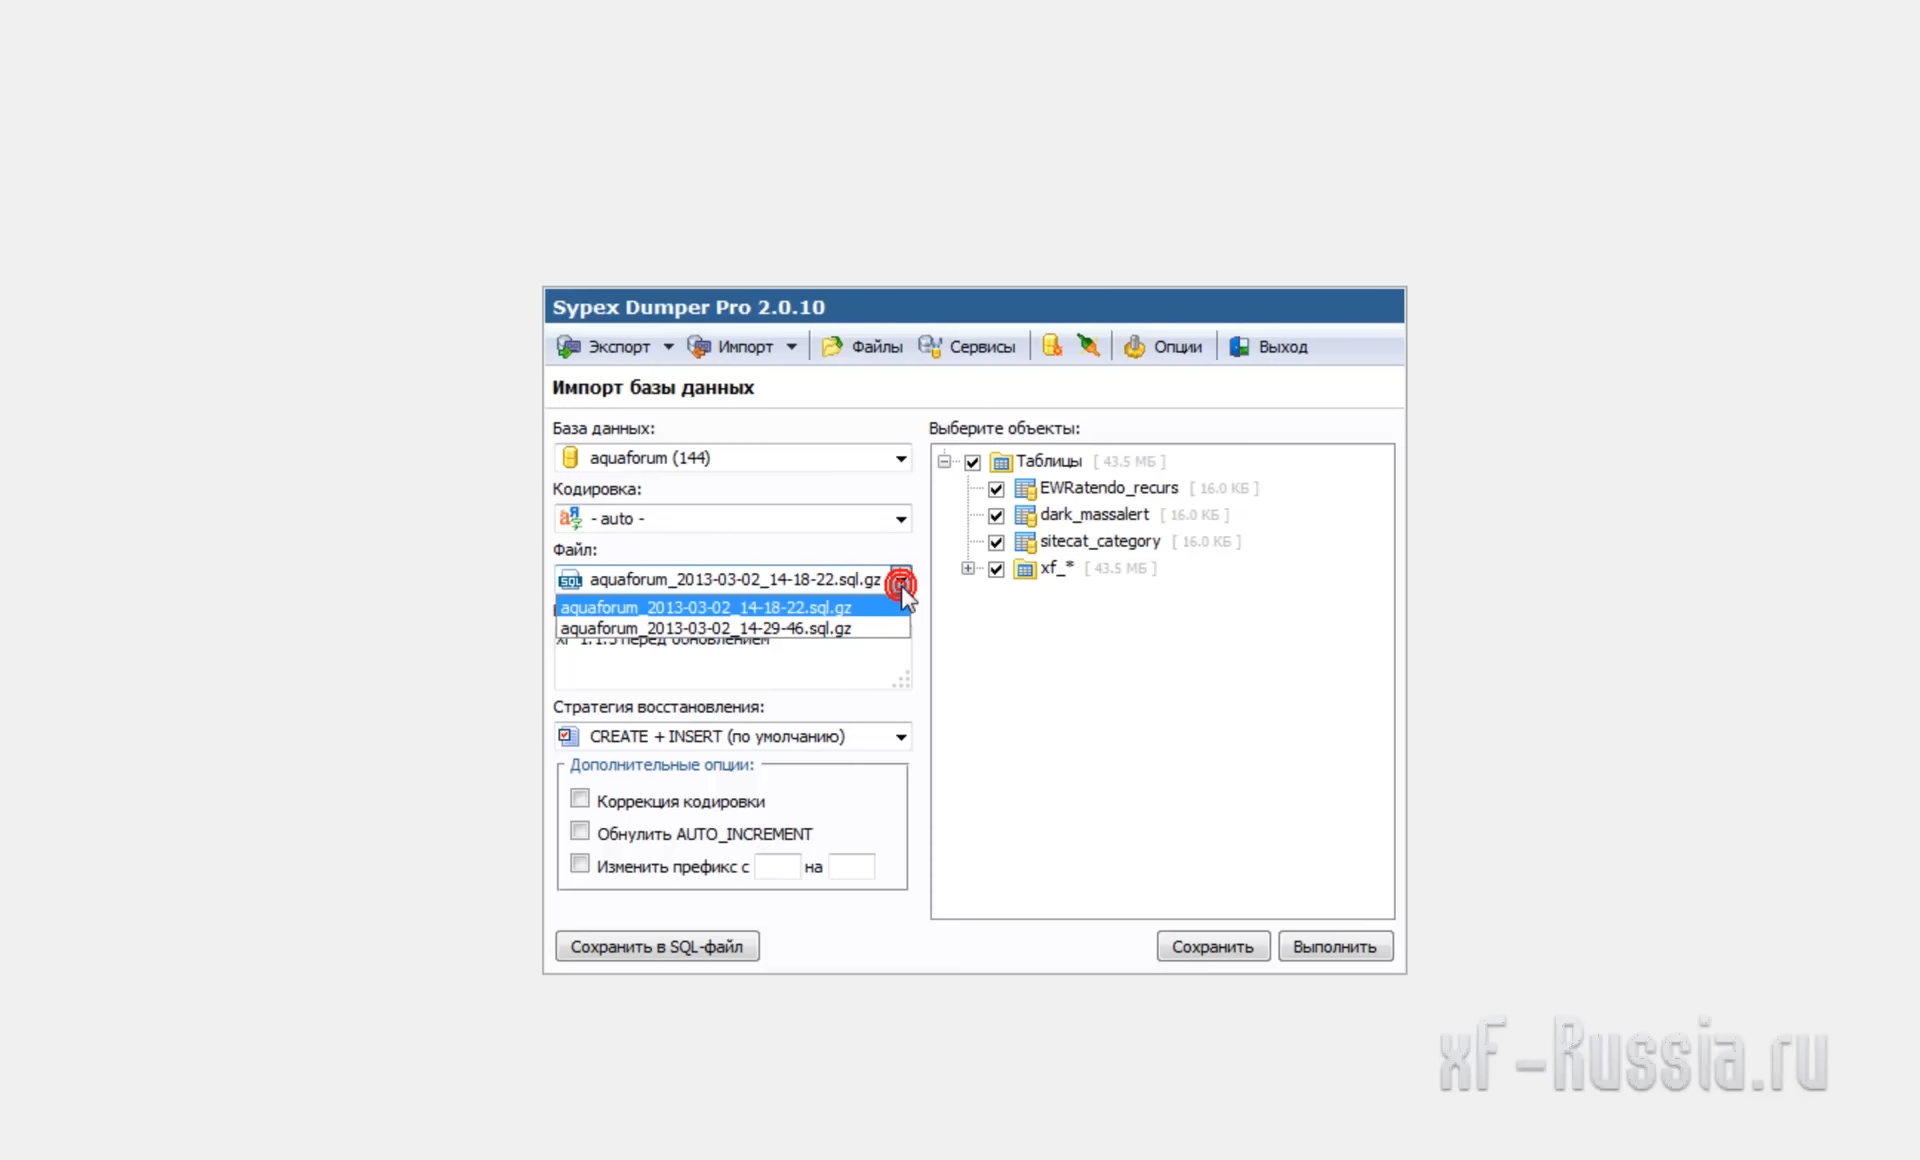 Sypex Dumper Pro 2.0.10
Экспорт Импорт Файлы Сервисы Опции Выход
Импорт базы данных
База данных:
aquaforum (144)
Кодировка:
- auto -
Файл:
aquaforum_2013-03-02_14-18-22.sql.gz
aquaforum_2013-03-02_14-18-22.sql.gz
aquaforum_2013-03-02_14-29-46.sql.gz
перед обновлением
Стратегия восстановления:
CREATE + INSERT (по умолчанию)
Дополнительные опции:
Коррекция кодировки
Обнулить AUTO_INCREMENT
Изменить префикс с на
Сохранить в SQL-файл
Выберите объекты:
Таблицы [ 43.5 МБ ]
EWRatendo_recurs [ 16.0 КБ ]
dark_massalert [ 16.0 КБ ]
sitecat_category [ 16.0 КБ ]
xf_* [ 43.5 МБ ]
Сохранить Выполнить
xF-Russia.ru